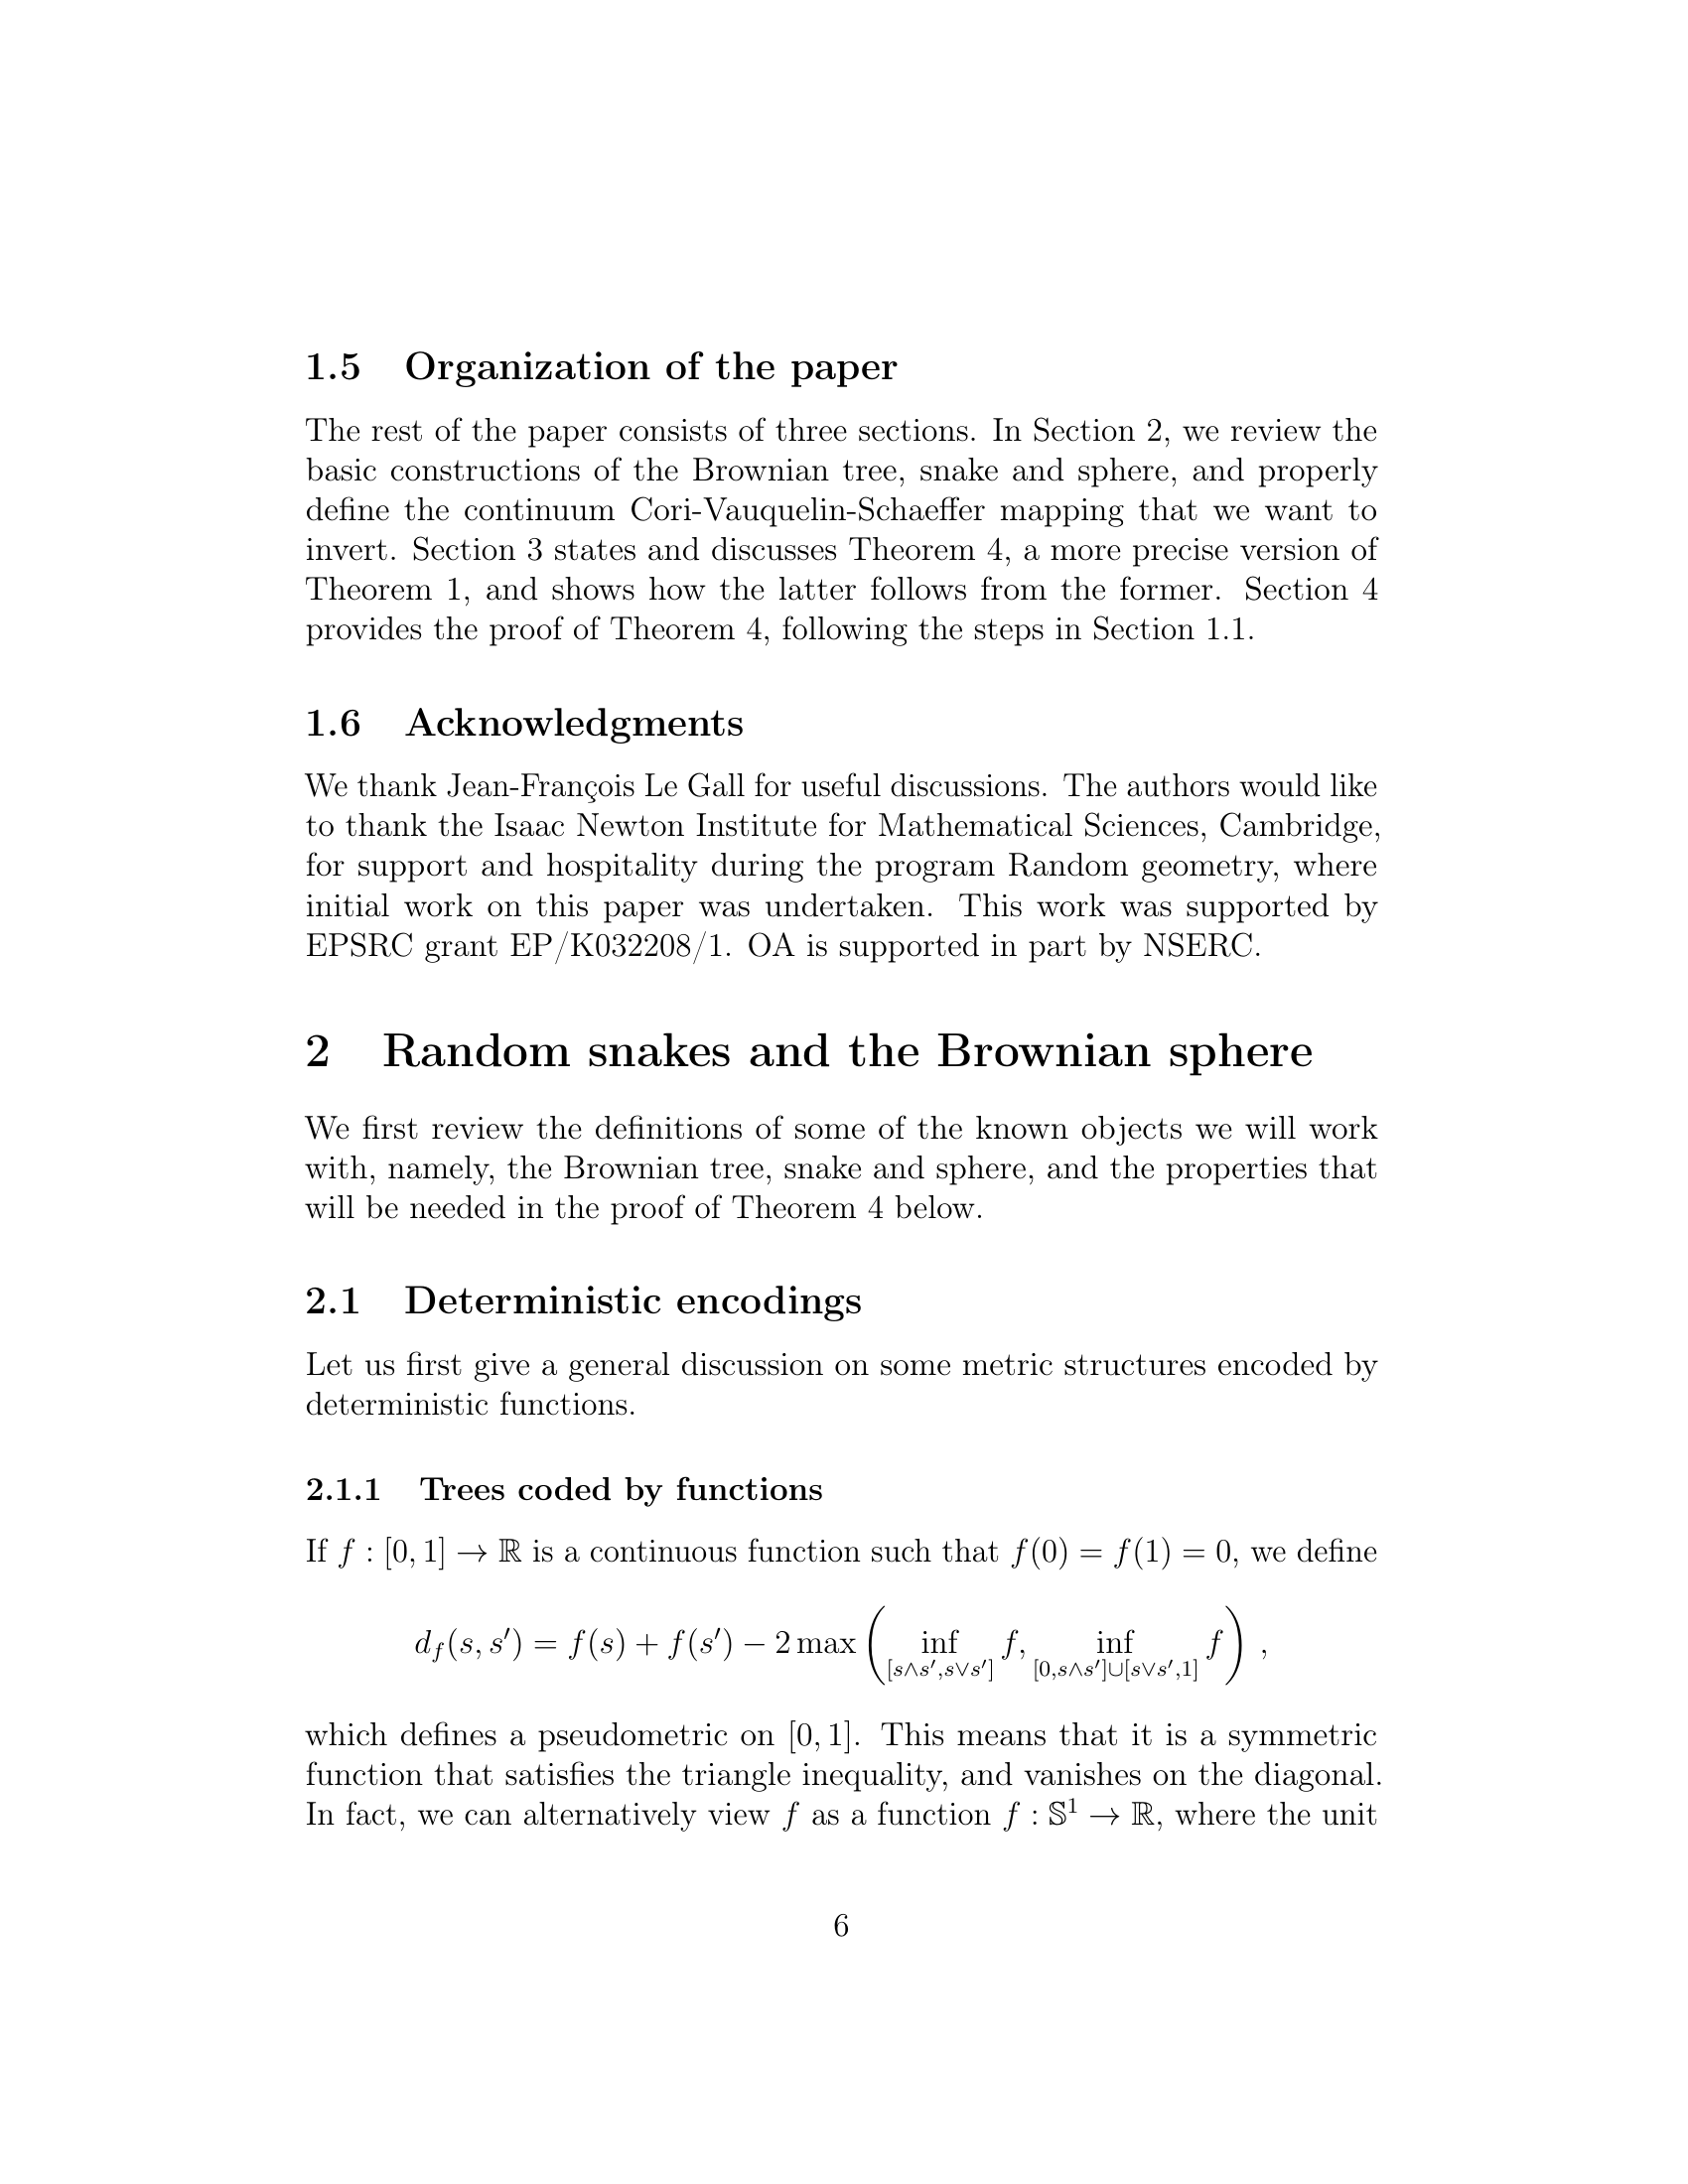 1.5 Organization of the paper
The rest of the paper consists of three sections. In Section 2, we review the
basic constructions of the Brownian tree, snake and sphere, and properly
define the continuum Cori-Vauquelin-Schaeffer mapping that we want to
invert. Section 3 states and discusses Theorem 4, a more precise version of
Theorem 1, and shows how the latter follows from the former. Section 4
provides the proof of Theorem 4, following the steps in Section 1.1.
1.6 Acknowledgments
We thank Jean-François Le Gall for useful discussions. The authors would like
to thank the Isaac Newton Institute for Mathematical Sciences, Cambridge,
for support and hospitality during the program Random geometry, where
initial work on this paper was undertaken. This work was supported by
EPSRC grant EP/K032208/1. OA is supported in part by NSERC.
2 Random snakes and the Brownian sphere
We first review the definitions of some of the known objects we will work
with, namely, the Brownian tree, snake and sphere, and the properties that
will be needed in the proof of Theorem 4 below.
2.1 Deterministic encodings
Let us first give a general discussion on some metric structures encoded by
deterministic functions.
2.1.1 Trees coded by functions
If f : [0, 1] → ℝ is a continuous function such that f(0) = f(1) = 0, we define
d_f(s, s′) = f(s) + f(s′) − 2 max ( inf_{[s∧s′,s∨s′]} f, inf_{[0,s∧s′]∪[s∨s′,1]} f ) ,
which defines a pseudometric on [0, 1]. This means that it is a symmetric
function that satisfies the triangle inequality, and vanishes on the diagonal.
In fact, we can alternatively view f as a function f : 𝕊¹ → ℝ, where the unit
6